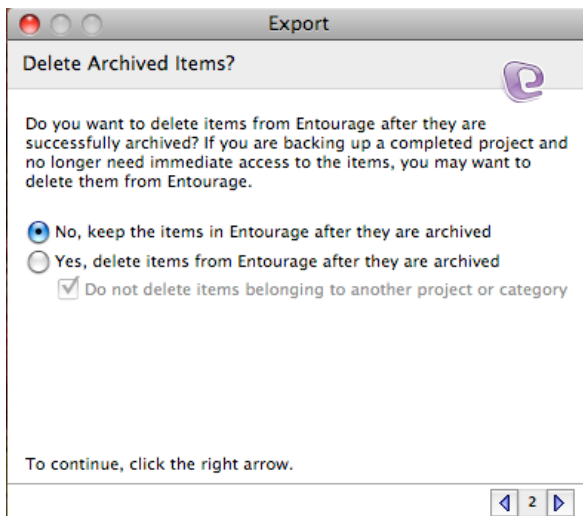 Export
Delete Archived Items?
Do you want to delete items from Entourage after they are
successfully archived? If you are backing up a completed project and
no longer need immediate access to the items, you may want to
delete them from Entourage.
No, keep the items in Entourage after they are archived
Yes, delete items from Entourage after they are archived
Do not delete items belonging to another project or category
To continue, click the right arrow.
2